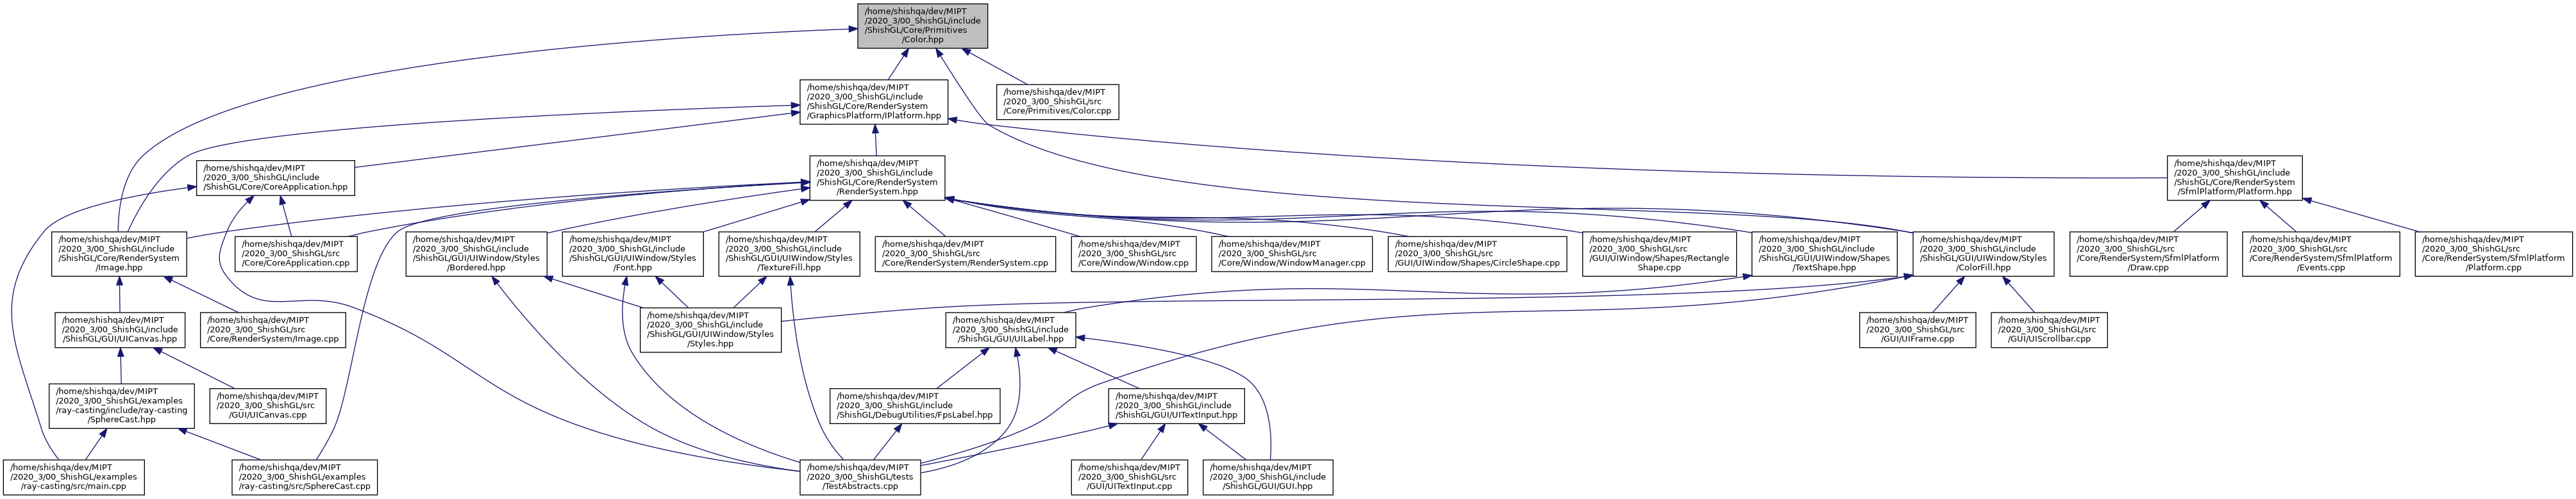 /home/shishqa/dev/MIPT
/2020_3/00_ShishGL/include
/ShishGL/Core/Primitives
/Color.hpp
/home/shishqa/dev/MIPT
/2020_3/00_ShishGL/include
/ShishGL/Core/RenderSystem
/GraphicsPlatform/IPlatform.hpp
/home/shishqa/dev/MIPT
/2020_3/00_ShishGL/src
/Core/Primitives/Color.cpp
/home/shishqa/dev/MIPT
/2020_3/00_ShishGL/include
/ShishGL/Core/CoreApplication.hpp
/home/shishqa/dev/MIPT
/2020_3/00_ShishGL/include
/ShishGL/Core/RenderSystem
/RenderSystem.hpp
/home/shishqa/dev/MIPT
/2020_3/00_ShishGL/include
/ShishGL/Core/RenderSystem
/SfmlPlatform/Platform.hpp
/home/shishqa/dev/MIPT
/2020_3/00_ShishGL/include
/ShishGL/Core/RenderSystem
/Image.hpp
/home/shishqa/dev/MIPT
/2020_3/00_ShishGL/src
/Core/CoreApplication.cpp
/home/shishqa/dev/MIPT
/2020_3/00_ShishGL/include
/ShishGL/GUI/UIWindow/Styles
/Bordered.hpp
/home/shishqa/dev/MIPT
/2020_3/00_ShishGL/include
/ShishGL/GUI/UIWindow/Styles
/Font.hpp
/home/shishqa/dev/MIPT
/2020_3/00_ShishGL/include
/ShishGL/GUI/UIWindow/Styles
/TextureFill.hpp
/home/shishqa/dev/MIPT
/2020_3/00_ShishGL/src
/Core/RenderSystem/RenderSystem.cpp
/home/shishqa/dev/MIPT
/2020_3/00_ShishGL/src
/Core/Window/Window.cpp
/home/shishqa/dev/MIPT
/2020_3/00_ShishGL/src
/Core/Window/WindowManager.cpp
/home/shishqa/dev/MIPT
/2020_3/00_ShishGL/src
/GUI/UIWindow/Shapes/CircleShape.cpp
/home/shishqa/dev/MIPT
/2020_3/00_ShishGL/src
/GUI/UIWindow/Shapes/Rectangle
Shape.cpp
/home/shishqa/dev/MIPT
/2020_3/00_ShishGL/include
/ShishGL/GUI/UIWindow/Shapes
/TextShape.hpp
/home/shishqa/dev/MIPT
/2020_3/00_ShishGL/include
/ShishGL/GUI/UIWindow/Styles
/ColorFill.hpp
/home/shishqa/dev/MIPT
/2020_3/00_ShishGL/src
/Core/RenderSystem/SfmlPlatform
/Draw.cpp
/home/shishqa/dev/MIPT
/2020_3/00_ShishGL/src
/Core/RenderSystem/SfmlPlatform
/Events.cpp
/home/shishqa/dev/MIPT
/2020_3/00_ShishGL/src
/Core/RenderSystem/SfmlPlatform
/Platform.cpp
/home/shishqa/dev/MIPT
/2020_3/00_ShishGL/include
/ShishGL/GUI/UICanvas.hpp
/home/shishqa/dev/MIPT
/2020_3/00_ShishGL/src
/Core/RenderSystem/Image.cpp
/home/shishqa/dev/MIPT
/2020_3/00_ShishGL/include
/ShishGL/GUI/UIWindow/Styles
/Styles.hpp
/home/shishqa/dev/MIPT
/2020_3/00_ShishGL/include
/ShishGL/GUI/UILabel.hpp
/home/shishqa/dev/MIPT
/2020_3/00_ShishGL/src
/GUI/UIFrame.cpp
/home/shishqa/dev/MIPT
/2020_3/00_ShishGL/src
/GUI/UIScrollbar.cpp
/home/shishqa/dev/MIPT
/2020_3/00_ShishGL/examples
/ray-casting/include/ray-casting
/SphereCast.hpp
/home/shishqa/dev/MIPT
/2020_3/00_ShishGL/src
/GUI/UICanvas.cpp
/home/shishqa/dev/MIPT
/2020_3/00_ShishGL/include
/ShishGL/DebugUtilities/FpsLabel.hpp
/home/shishqa/dev/MIPT
/2020_3/00_ShishGL/include
/ShishGL/GUI/UITextInput.hpp
/home/shishqa/dev/MIPT
/2020_3/00_ShishGL/examples
/ray-casting/src/main.cpp
/home/shishqa/dev/MIPT
/2020_3/00_ShishGL/examples
/ray-casting/src/SphereCast.cpp
/home/shishqa/dev/MIPT
/2020_3/00_ShishGL/tests
/TestAbstracts.cpp
/home/shishqa/dev/MIPT
/2020_3/00_ShishGL/src
/GUI/UITextInput.cpp
/home/shishqa/dev/MIPT
/2020_3/00_ShishGL/include
/ShishGL/GUI/GUI.hpp